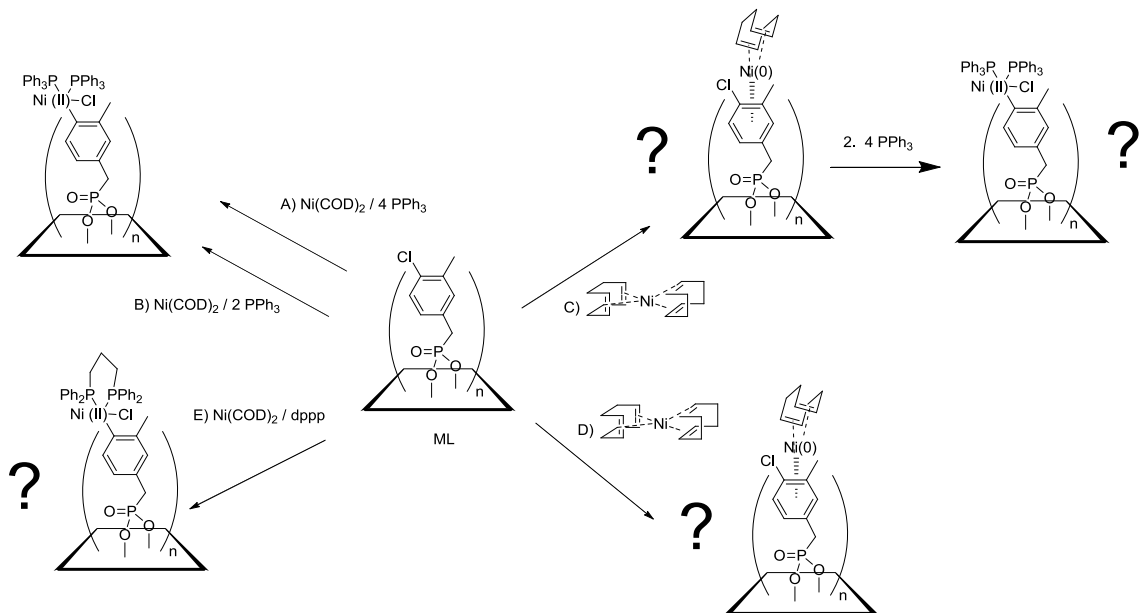 Ph₃P PPh₃
Ni (II) Cl
O=P
O
O
n
A) Ni(COD)₂ / 4 PPh₃
B) Ni(COD)₂ / 2 PPh₃
Ph₂P PPh₂
Ni (II) Cl
?
O=P
O
O
n
E) Ni(COD)₂ / dppp
Cl
O=P
O
O
n
ML
?
Ni(0)
Cl
O=P
O
O
n
2. 4 PPh₃
Ph₃P PPh₃
Ni (II) Cl
O=P
O
O
n
?
C) Ni
D) Ni
?
Ni(0)
Cl
O=P
O
O
n